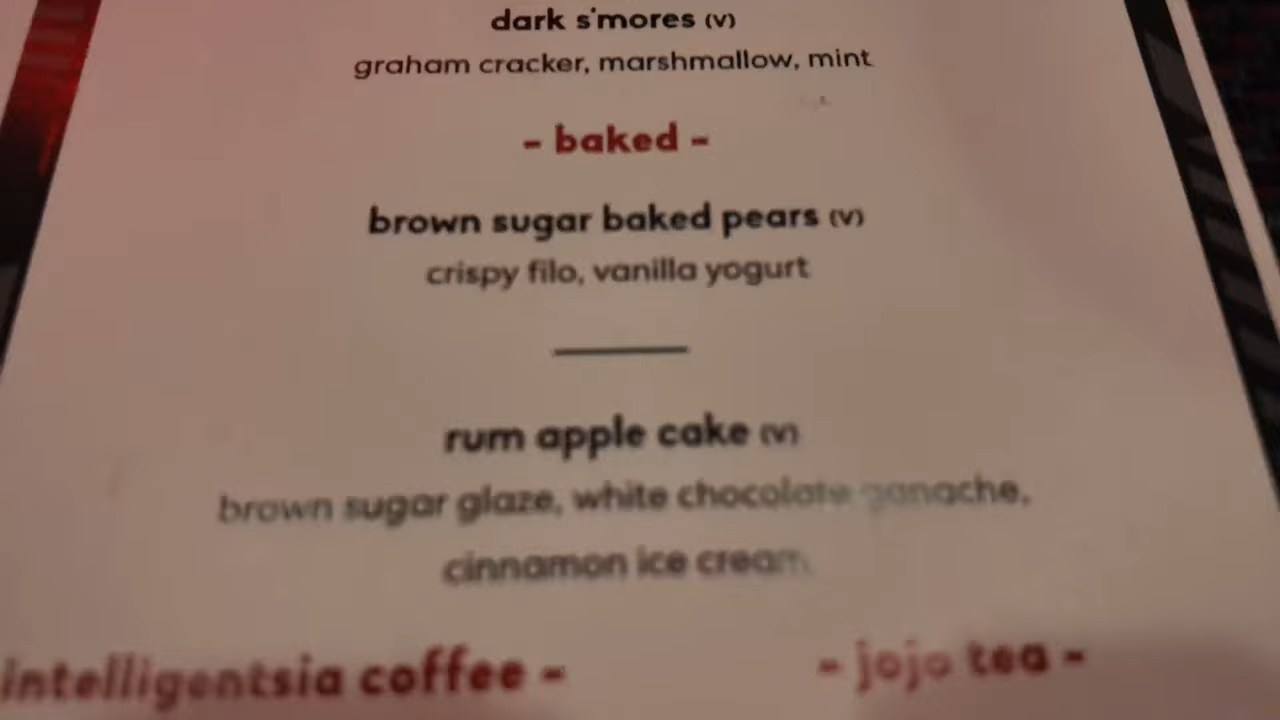 dark s'mores (v)
graham cracker, marshmallow, mint
- baked -
brown sugar baked pears (v)
crispy filo, vanilla yogurt
rum apple cake (v)
brown sugar glaze, white chocolate ganache,
cinnamon ice cream
intelligentsia coffee -
- jojo tea -